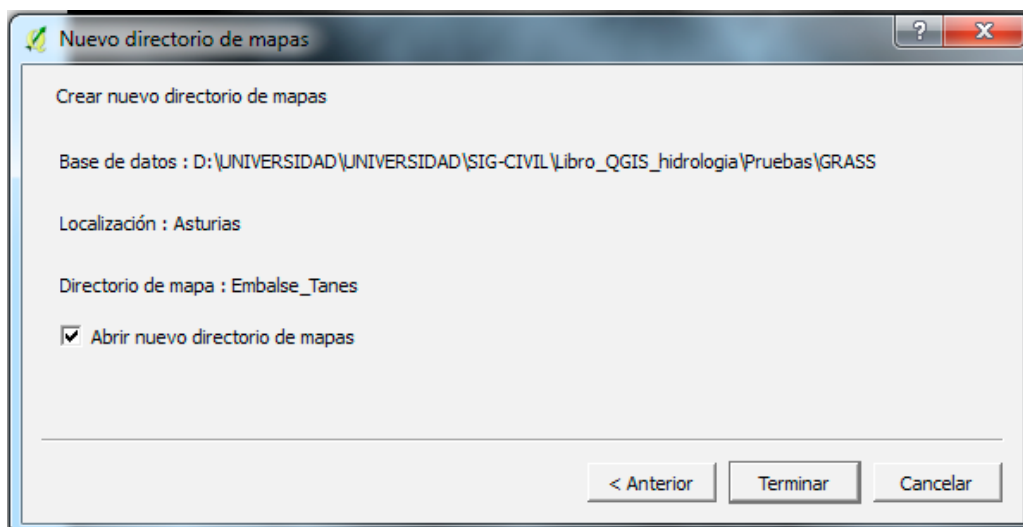 Nuevo directorio de mapas
?
X
Crear nuevo directorio de mapas
Base de datos : D:\UNIVERSIDAD\UNIVERSIDAD\SIG-CIVIL\Libro_QGIS_hidrologia\Pruebas\GRASS
Localización : Asturias
Directorio de mapa : Embalse_Tanes
Abrir nuevo directorio de mapas
< Anterior
Terminar
Cancelar